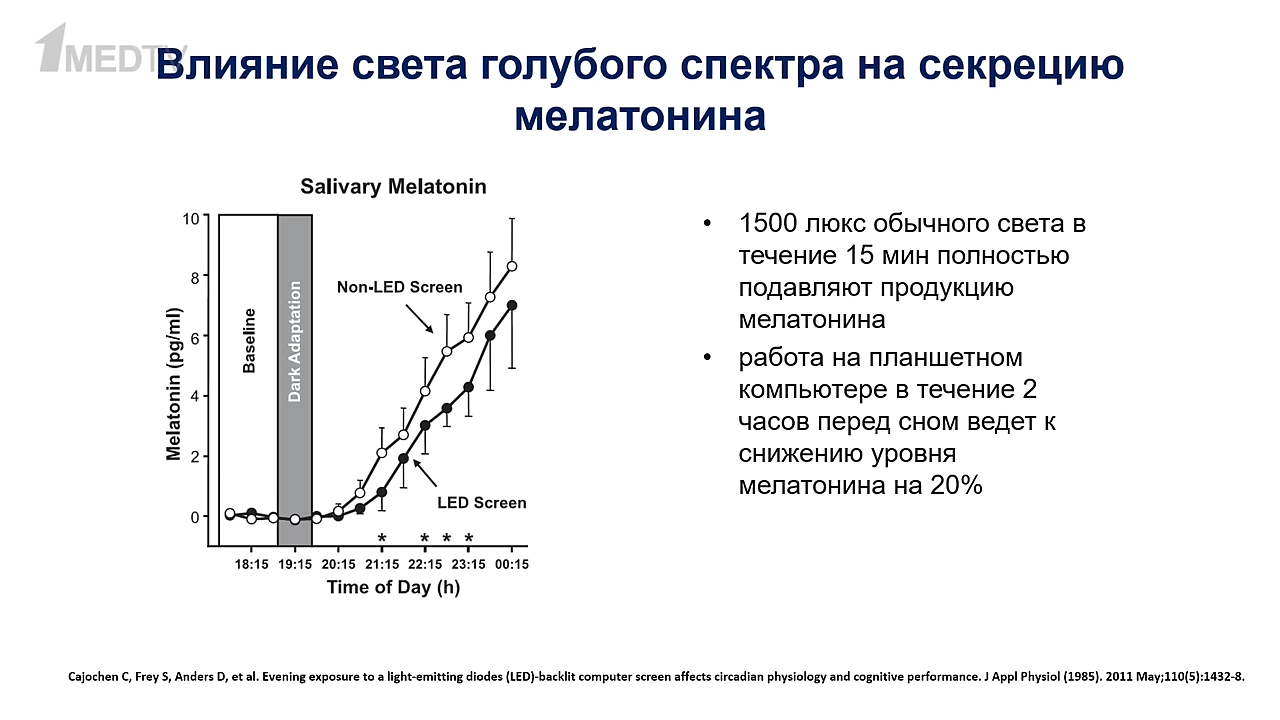 1MEDTV
Влияние света голубого спектра на секрецию
мелатонина
Salivary Melatonin
10
8
6
4
2
0
Melatonin (pg/ml)
Baseline
Dark Adaptation
Non-LED Screen
LED Screen
* * * *
18:15 19:15 20:15 21:15 22:15 23:15 00:15
Time of Day (h)
• 1500 люкс обычного света в
течение 15 мин полностью
подавляют продукцию
мелатонина
• работа на планшетном
компьютере в течение 2
часов перед сном ведет к
снижению уровня
мелатонина на 20%
Cajochen C, Frey S, Anders D, et al. Evening exposure to a light-emitting diodes (LED)-backlit computer screen affects circadian physiology and cognitive performance. J Appl Physiol (1985). 2011 May;110(5):1432-8.